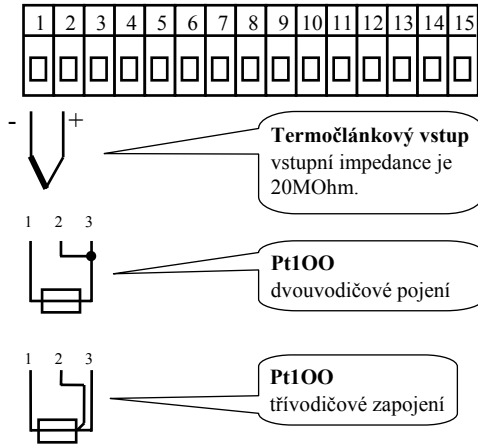 1 2 3 4 5 6 7 8 9 10 11 12 13 14 15
- +
Termočlánkový vstup
vstupní impedance je
20MOhm.
1 2 3
Pt1OO
dvouvodičové pojení
1 2 3
Pt1OO
třívodičové zapojení